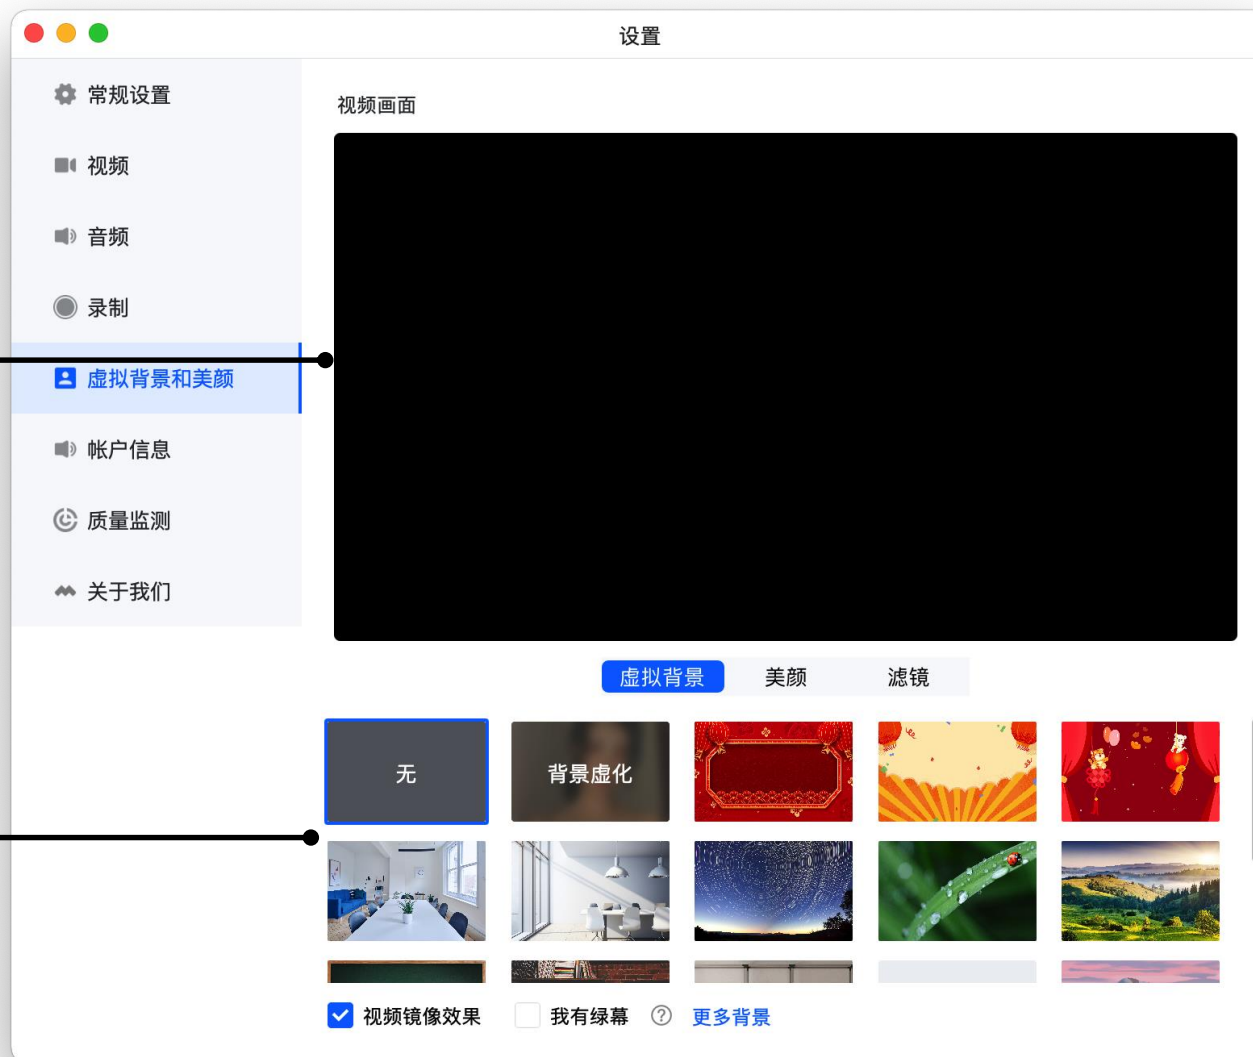 设置
常规设置
视频
音频
录制
虚拟背景和美颜
帐户信息
质量监测
关于我们
视频画面
虚拟背景 美颜 滤镜
无 背景虚化
视频镜像效果 我有绿幕 ? 更多背景